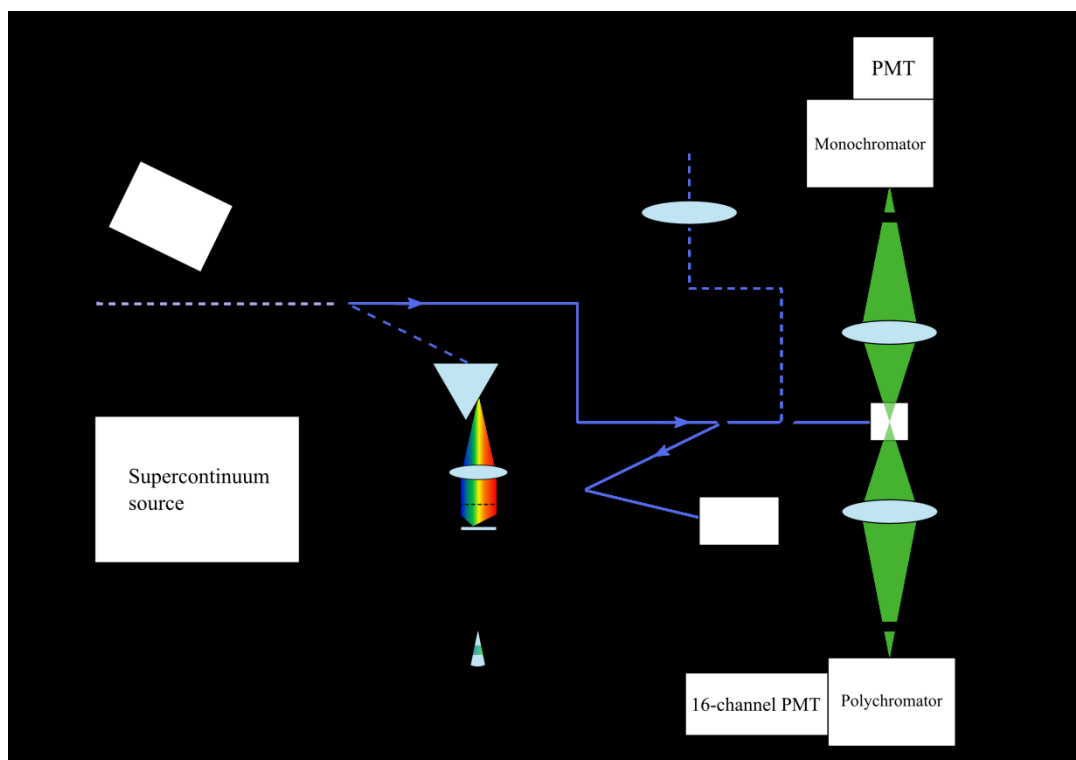 PMT
Monochromator
Supercontinuum
source
16-channel PMT
Polychromator